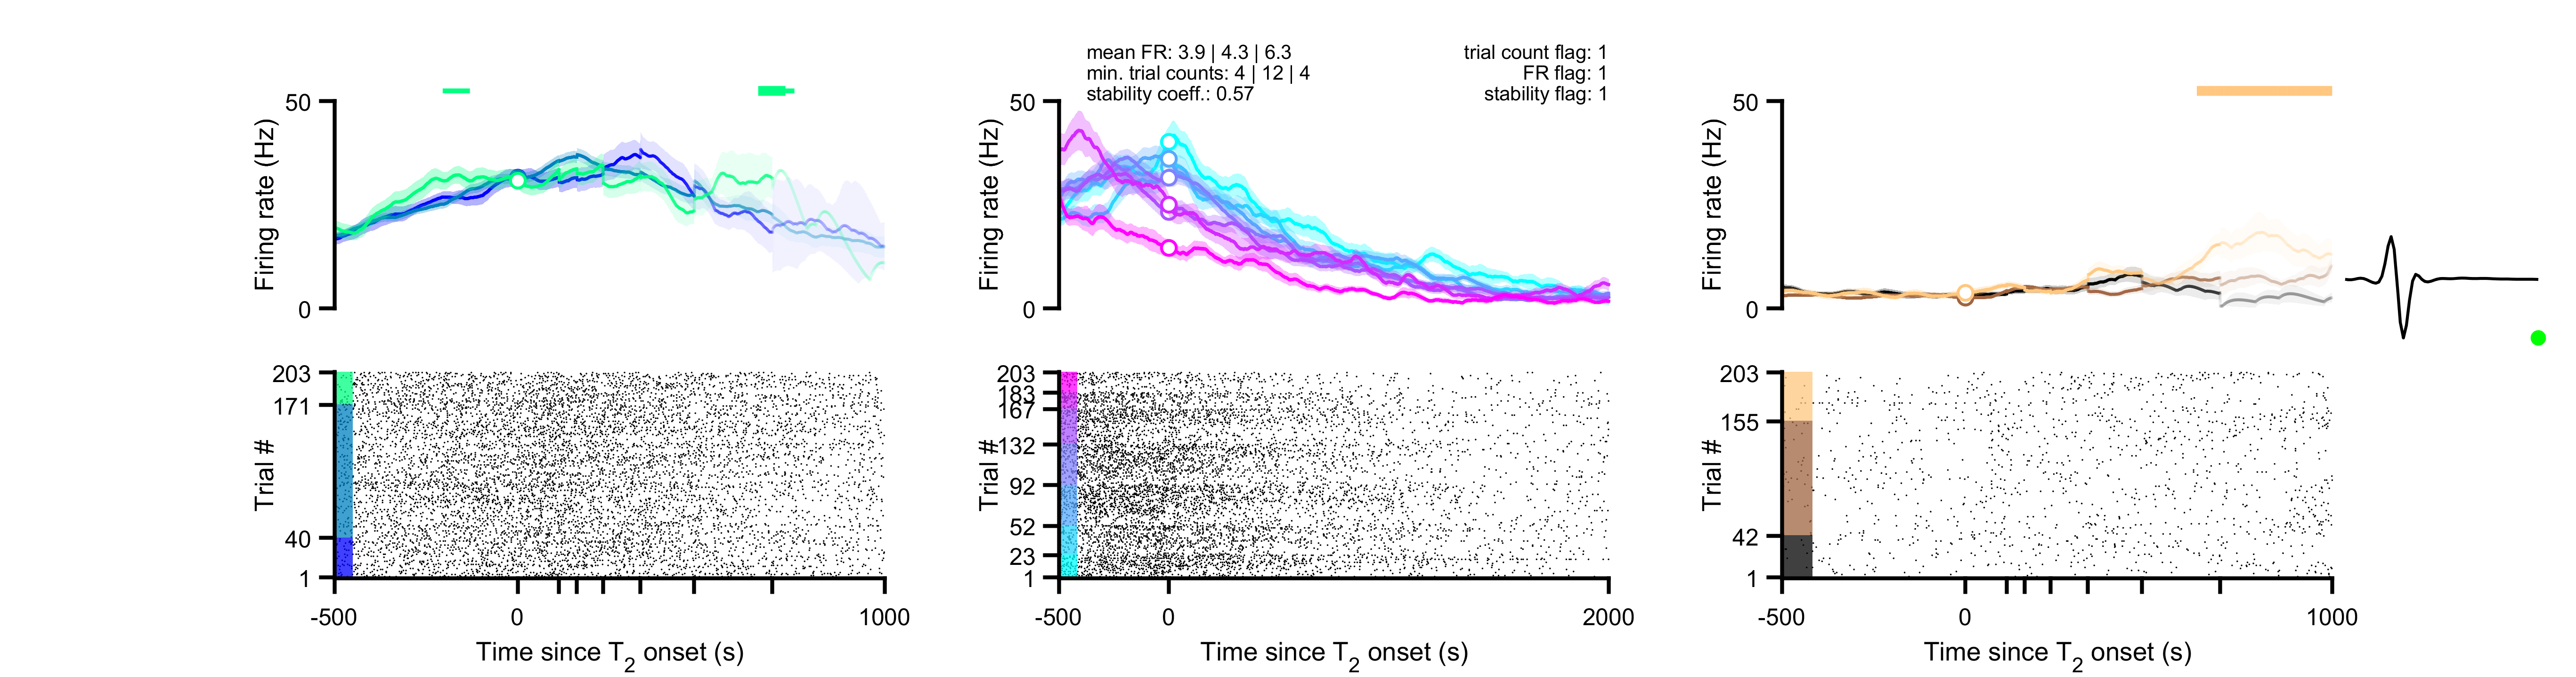 mean FR: 3.9 | 4.3 | 6.3
min. trial counts: 4 | 12 | 4
stability coeff.: 0.57
trial count flag: 1
FR flag: 1
stability flag: 1
50
0
Firing rate (Hz)
203
171
40
1
Trial #
-500
0
1000
Time since T2 onset (s)
50
0
Firing rate (Hz)
203
183
167
132
92
52
23
1
Trial #
-500
0
2000
Time since T2 onset (s)
50
0
Firing rate (Hz)
203
155
42
1
Trial #
-500
0
1000
Time since T2 onset (s)